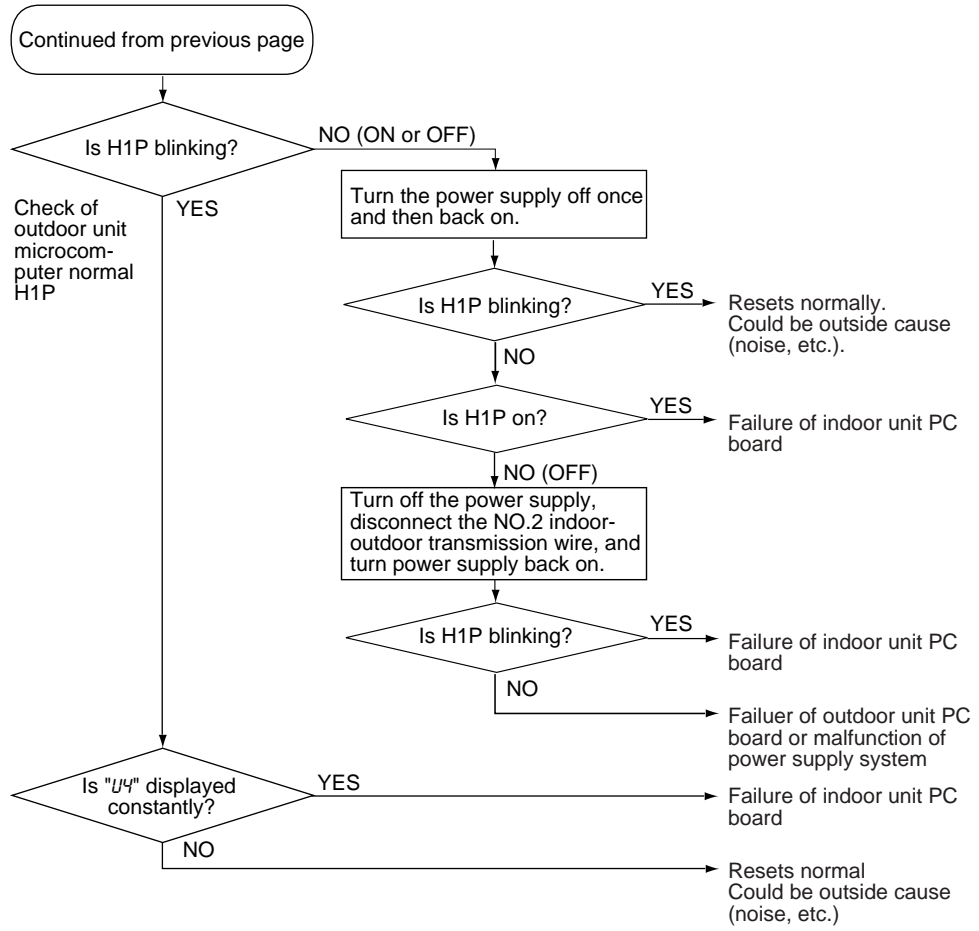 Continued from previous page
Is H1P blinking?
NO (ON or OFF)
Turn the power supply off once
and then back on.
Check of
outdoor unit
microcom-
puter normal
H1P
YES
Is H1P blinking?
YES
Resets normally.
Could be outside cause
(noise, etc.).
NO
Is H1P on?
YES
Failure of indoor unit PC
board
NO (OFF)
Turn off the power supply,
disconnect the NO.2 indoor-
outdoor transmission wire, and
turn power supply back on.
Is H1P blinking?
YES
Failure of indoor unit PC
board
NO
Failuer of outdoor unit PC
board or malfunction of
power supply system
Is "U4" displayed
constantly?
YES
Failure of indoor unit PC
board
NO
Resets normal
Could be outside cause
(noise, etc.)